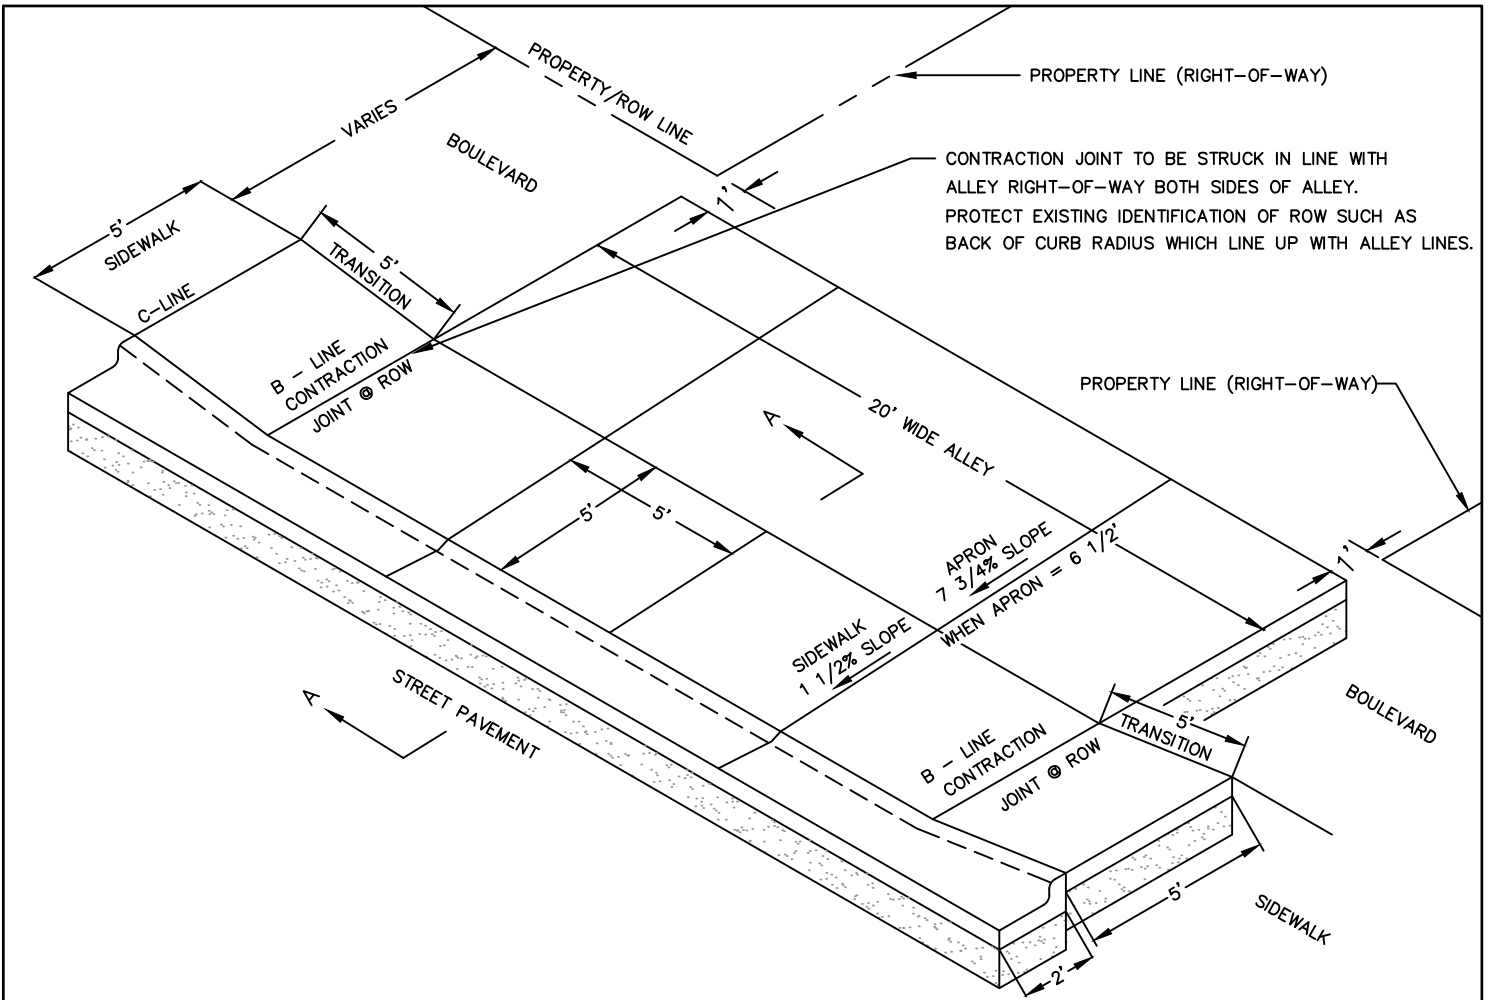 PROPERTY/ROW LINE
PROPERTY LINE (RIGHT-OF-WAY)
VARIES
BOULEVARD
CONTRACTION JOINT TO BE STRUCK IN LINE WITH
ALLEY RIGHT-OF-WAY BOTH SIDES OF ALLEY.
PROTECT EXISTING IDENTIFICATION OF ROW SUCH AS
BACK OF CURB RADIUS WHICH LINE UP WITH ALLEY LINES.
1'
5'
SIDEWALK
5'
TRANSITION
C-LINE
B - LINE
CONTRACTION
JOINT @ ROW
PROPERTY LINE (RIGHT-OF-WAY)
20' WIDE ALLEY
A
5'
5'
APRON
7 3/4% SLOPE
WHEN APRON = 6 1/2'
1'
SIDEWALK
1 1/2% SLOPE
A
STREET PAVEMENT
B - LINE
CONTRACTION
JOINT @ ROW
5'
TRANSITION
BOULEVARD
5'
SIDEWALK
2'